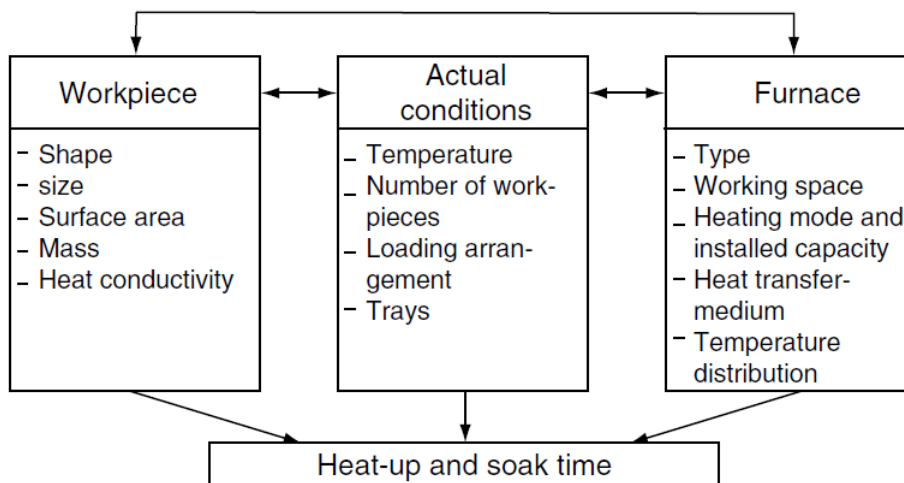 Workpiece
– Shape
– size
– Surface area
– Mass
– Heat conductivity
Actual
conditions
– Temperature
– Number of work-
pieces
– Loading arran-
gement
– Trays
Furnace
– Type
– Working space
– Heating mode and
installed capacity
– Heat transfer-
medium
– Temperature
distribution
Heat-up and soak time